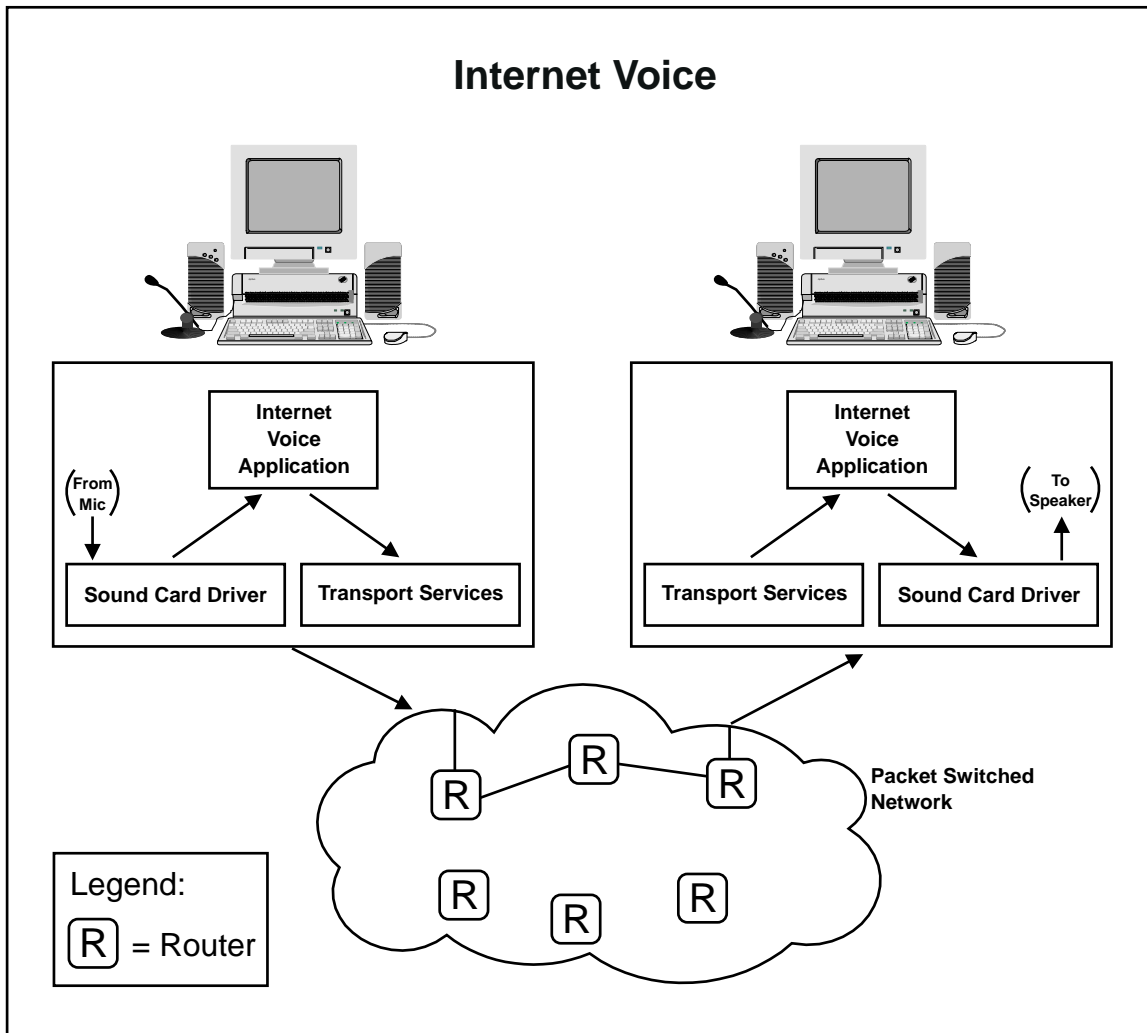 Internet Voice
Internet
Voice
Application
(From
Mic)
Sound Card Driver
Transport Services
Internet
Voice
Application
(To
Speaker)
Transport Services
Sound Card Driver
R
R
R
Packet Switched
Network
R
R
R
Legend:
R = Router